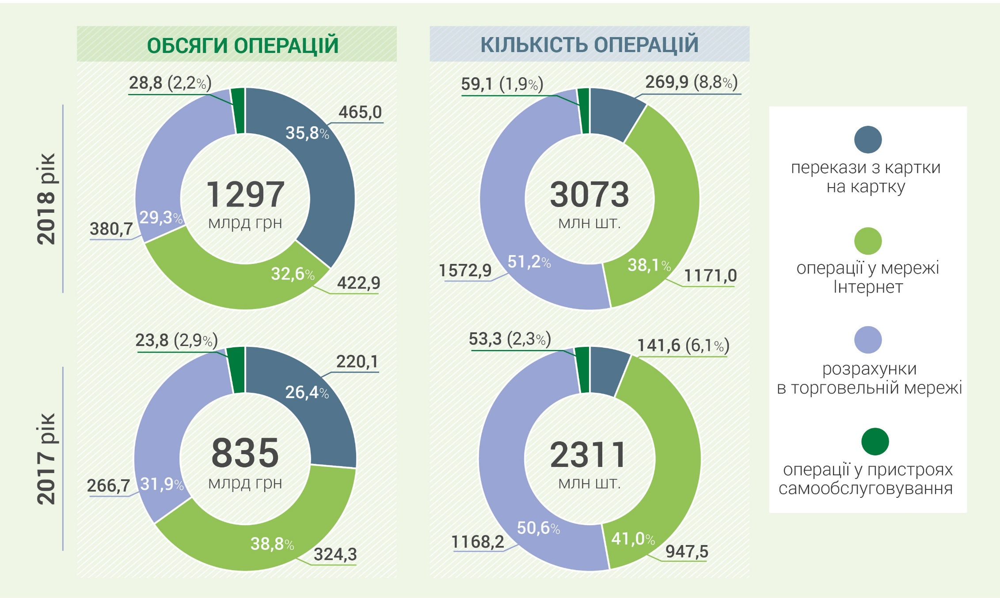 ОБСЯГИ ОПЕРАЦІЙ
КІЛЬКІСТЬ ОПЕРАЦІЙ
2018 рік
28,8 (2,2%)
465,0
35,8%
1297
млрд грн
29,3%
380,7
32,6%
422,9
59,1 (1,9%)
269,9 (8,8%)
3073
млн шт.
51,2%
1572,9
38,1%
1171,0
2017 рік
23,8 (2,9%)
220,1
26,4%
835
млрд грн
31,9%
266,7
38,8%
324,3
53,3 (2,3%)
141,6 (6,1%)
2311
млн шт.
50,6%
1168,2
41,0%
947,5
перекази з картки
на картку
операції у мережі
Інтернет
розрахунки
в торговельній мережі
операції у пристроях
самообслуговування